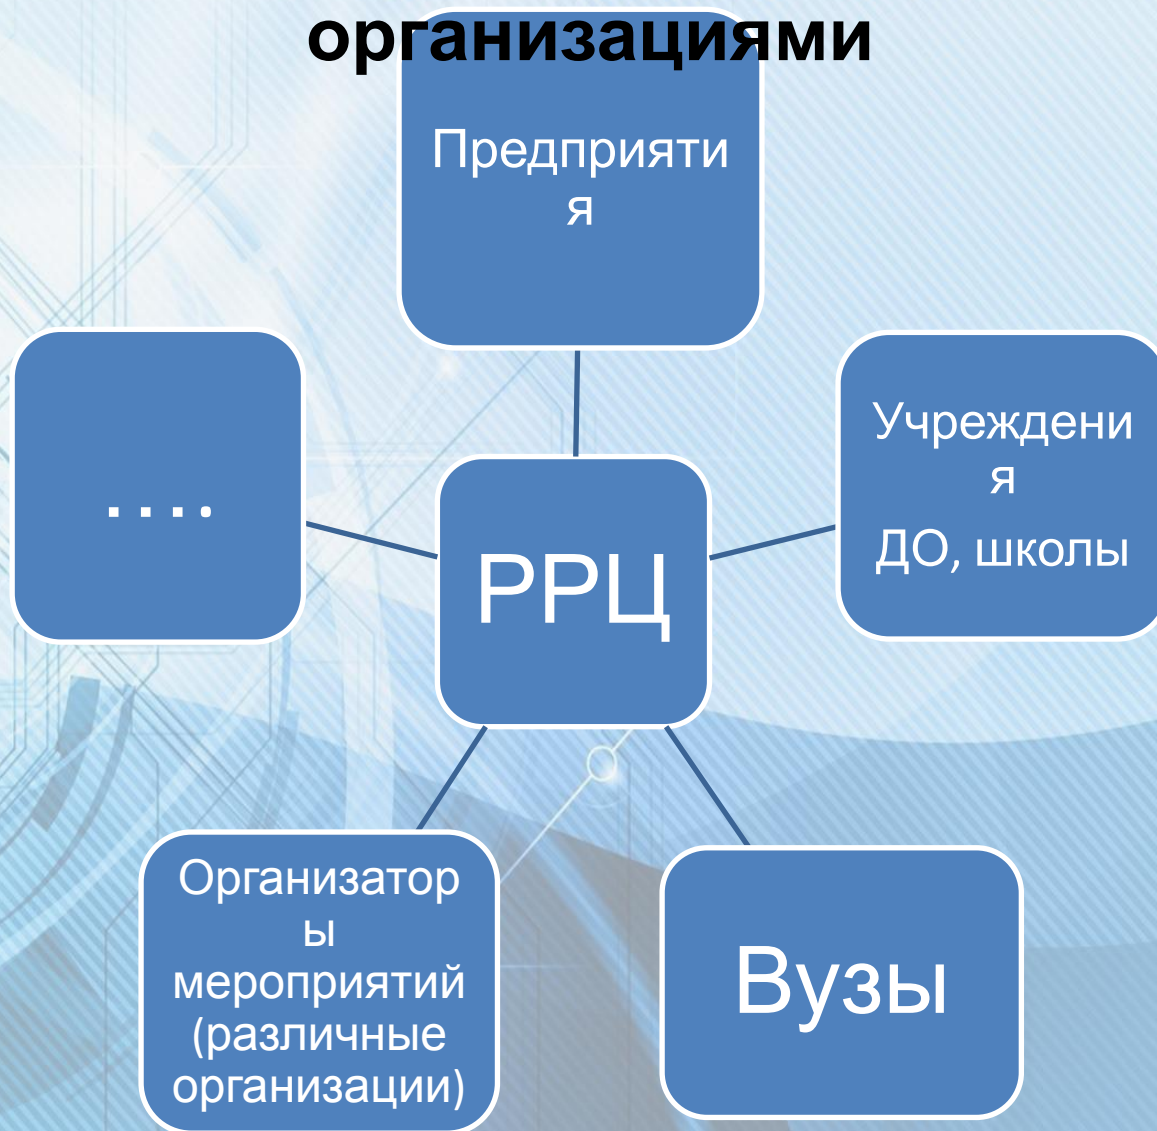 организациями
Предприяти
я
....
Учреждени
я
ДО, школы
РРЦ
Организатор
ы
мероприятий
(различные
организации)
Вузы